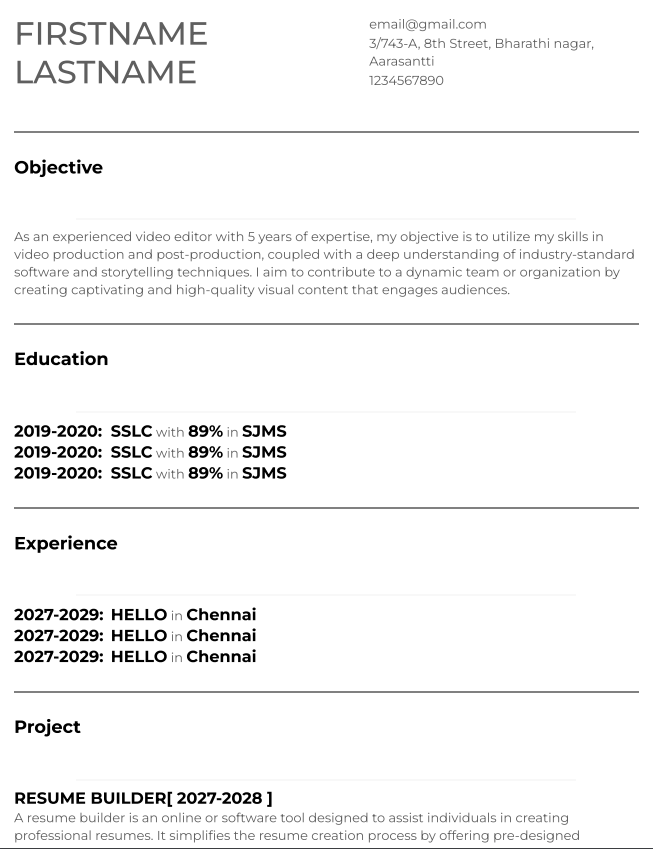 FIRSTNAME
LASTNAME
email@gmail.com
3/743-A, 8th Street, Bharathi nagar,
Aarasantti
1234567890
Objective
As an experienced video editor with 5 years of expertise, my objective is to utilize my skills in
video production and post-production, coupled with a deep understanding of industry-standard
software and storytelling techniques. I aim to contribute to a dynamic team or organization by
creating captivating and high-quality visual content that engages audiences.
Education
2019-2020: SSLC with 89% in SJMS
2019-2020: SSLC with 89% in SJMS
2019-2020: SSLC with 89% in SJMS
Experience
2027-2029: HELLO in Chennai
2027-2029: HELLO in Chennai
2027-2029: HELLO in Chennai
Project
RESUME BUILDER[ 2027-2028 ]
A resume builder is an online or software tool designed to assist individuals in creating
professional resumes. It simplifies the resume creation process by offering pre-designed